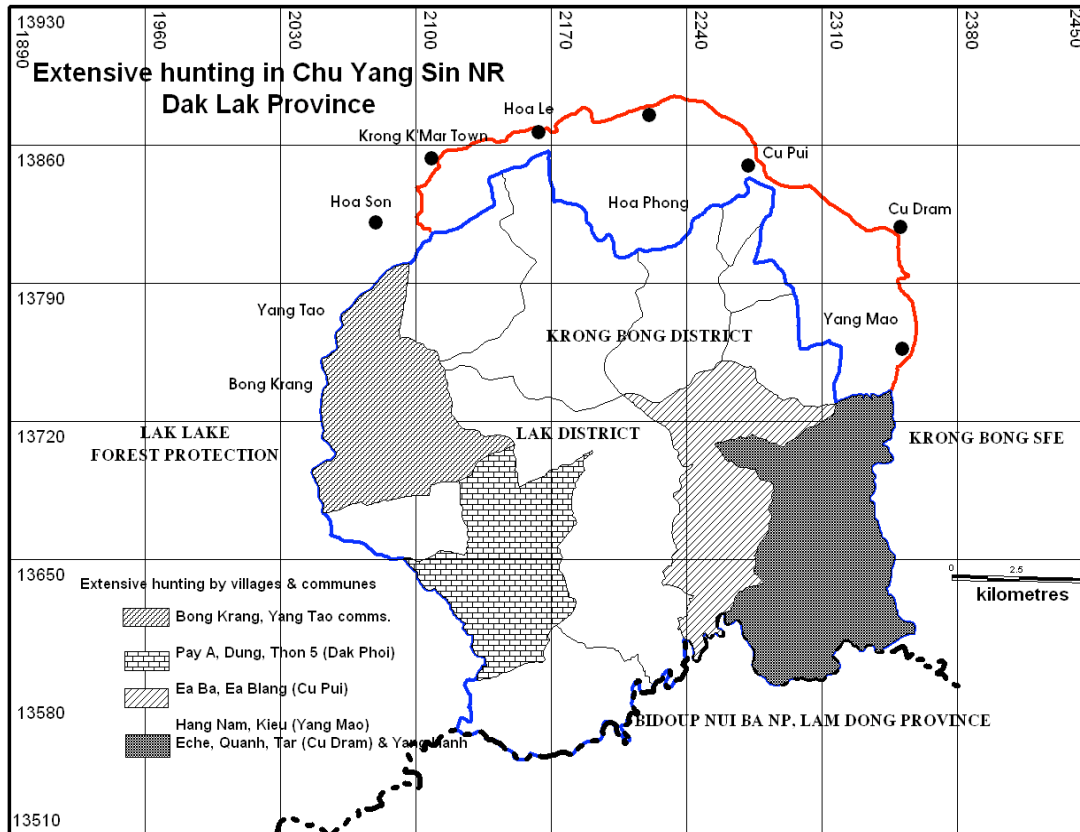 13930
01890
1960
2030
2100
2170
2240
2310
2380
2450
Extensive hunting in Chu Yang Sin NR
Dak Lak Province
Hoa Le
Krong K'Mar Town
13860
Cu Pui
Hoa Son
Hoa Phong
Cu Dram
13790
Yang Tao
Yang Mao
KRONG BONG DISTRICT
Bong Krang
13720
LAK LAKE
FOREST PROTECTION
LAK DISTRICT
KRONG BONG SFE
13650
Extensive hunting by villages & communes
0 2.5
kilometres
Bong Krang, Yang Tao comms.
Pay A, Dung, Thon 5 (Dak Phoi)
Ea Ba, Ea Blang (Cu Pui)
13580
Hang Nam, Kieu (Yang Mao)
Eche, Quanh, Tar (Cu Dram) & Yang Hanh
BIDOUP NUI BA NP, LAM DONG PROVINCE
13510